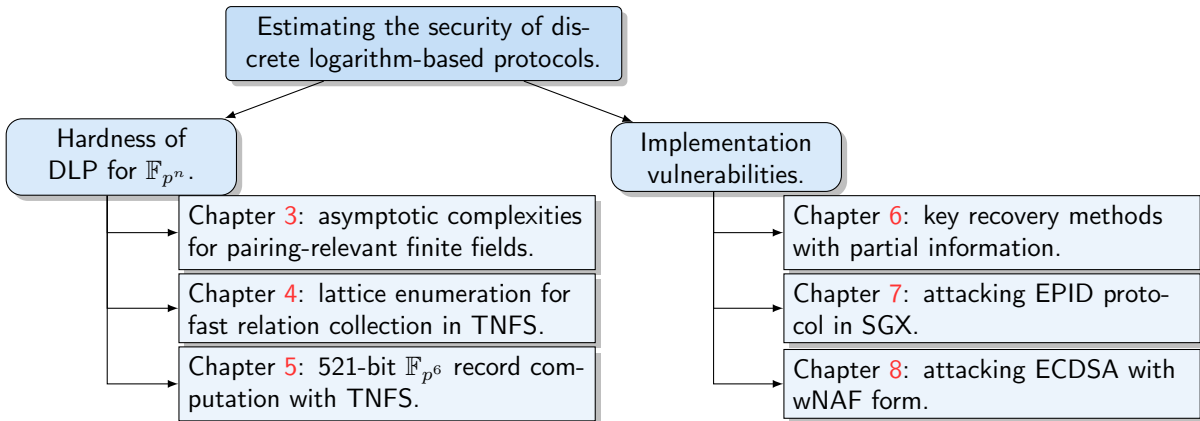 Estimating the security of dis-
crete logarithm-based protocols.
Hardness of
DLP for 𝔽ₚⁿ.
Chapter 3: asymptotic complexities
for pairing-relevant finite fields.
Chapter 4: lattice enumeration for
fast relation collection in TNFS.
Chapter 5: 521-bit 𝔽ₚ⁶ record com-
putation with TNFS.
Implementation
vulnerabilities.
Chapter 6: key recovery methods
with partial information.
Chapter 7: attacking EPID proto-
col in SGX.
Chapter 8: attacking ECDSA with
wNAF form.